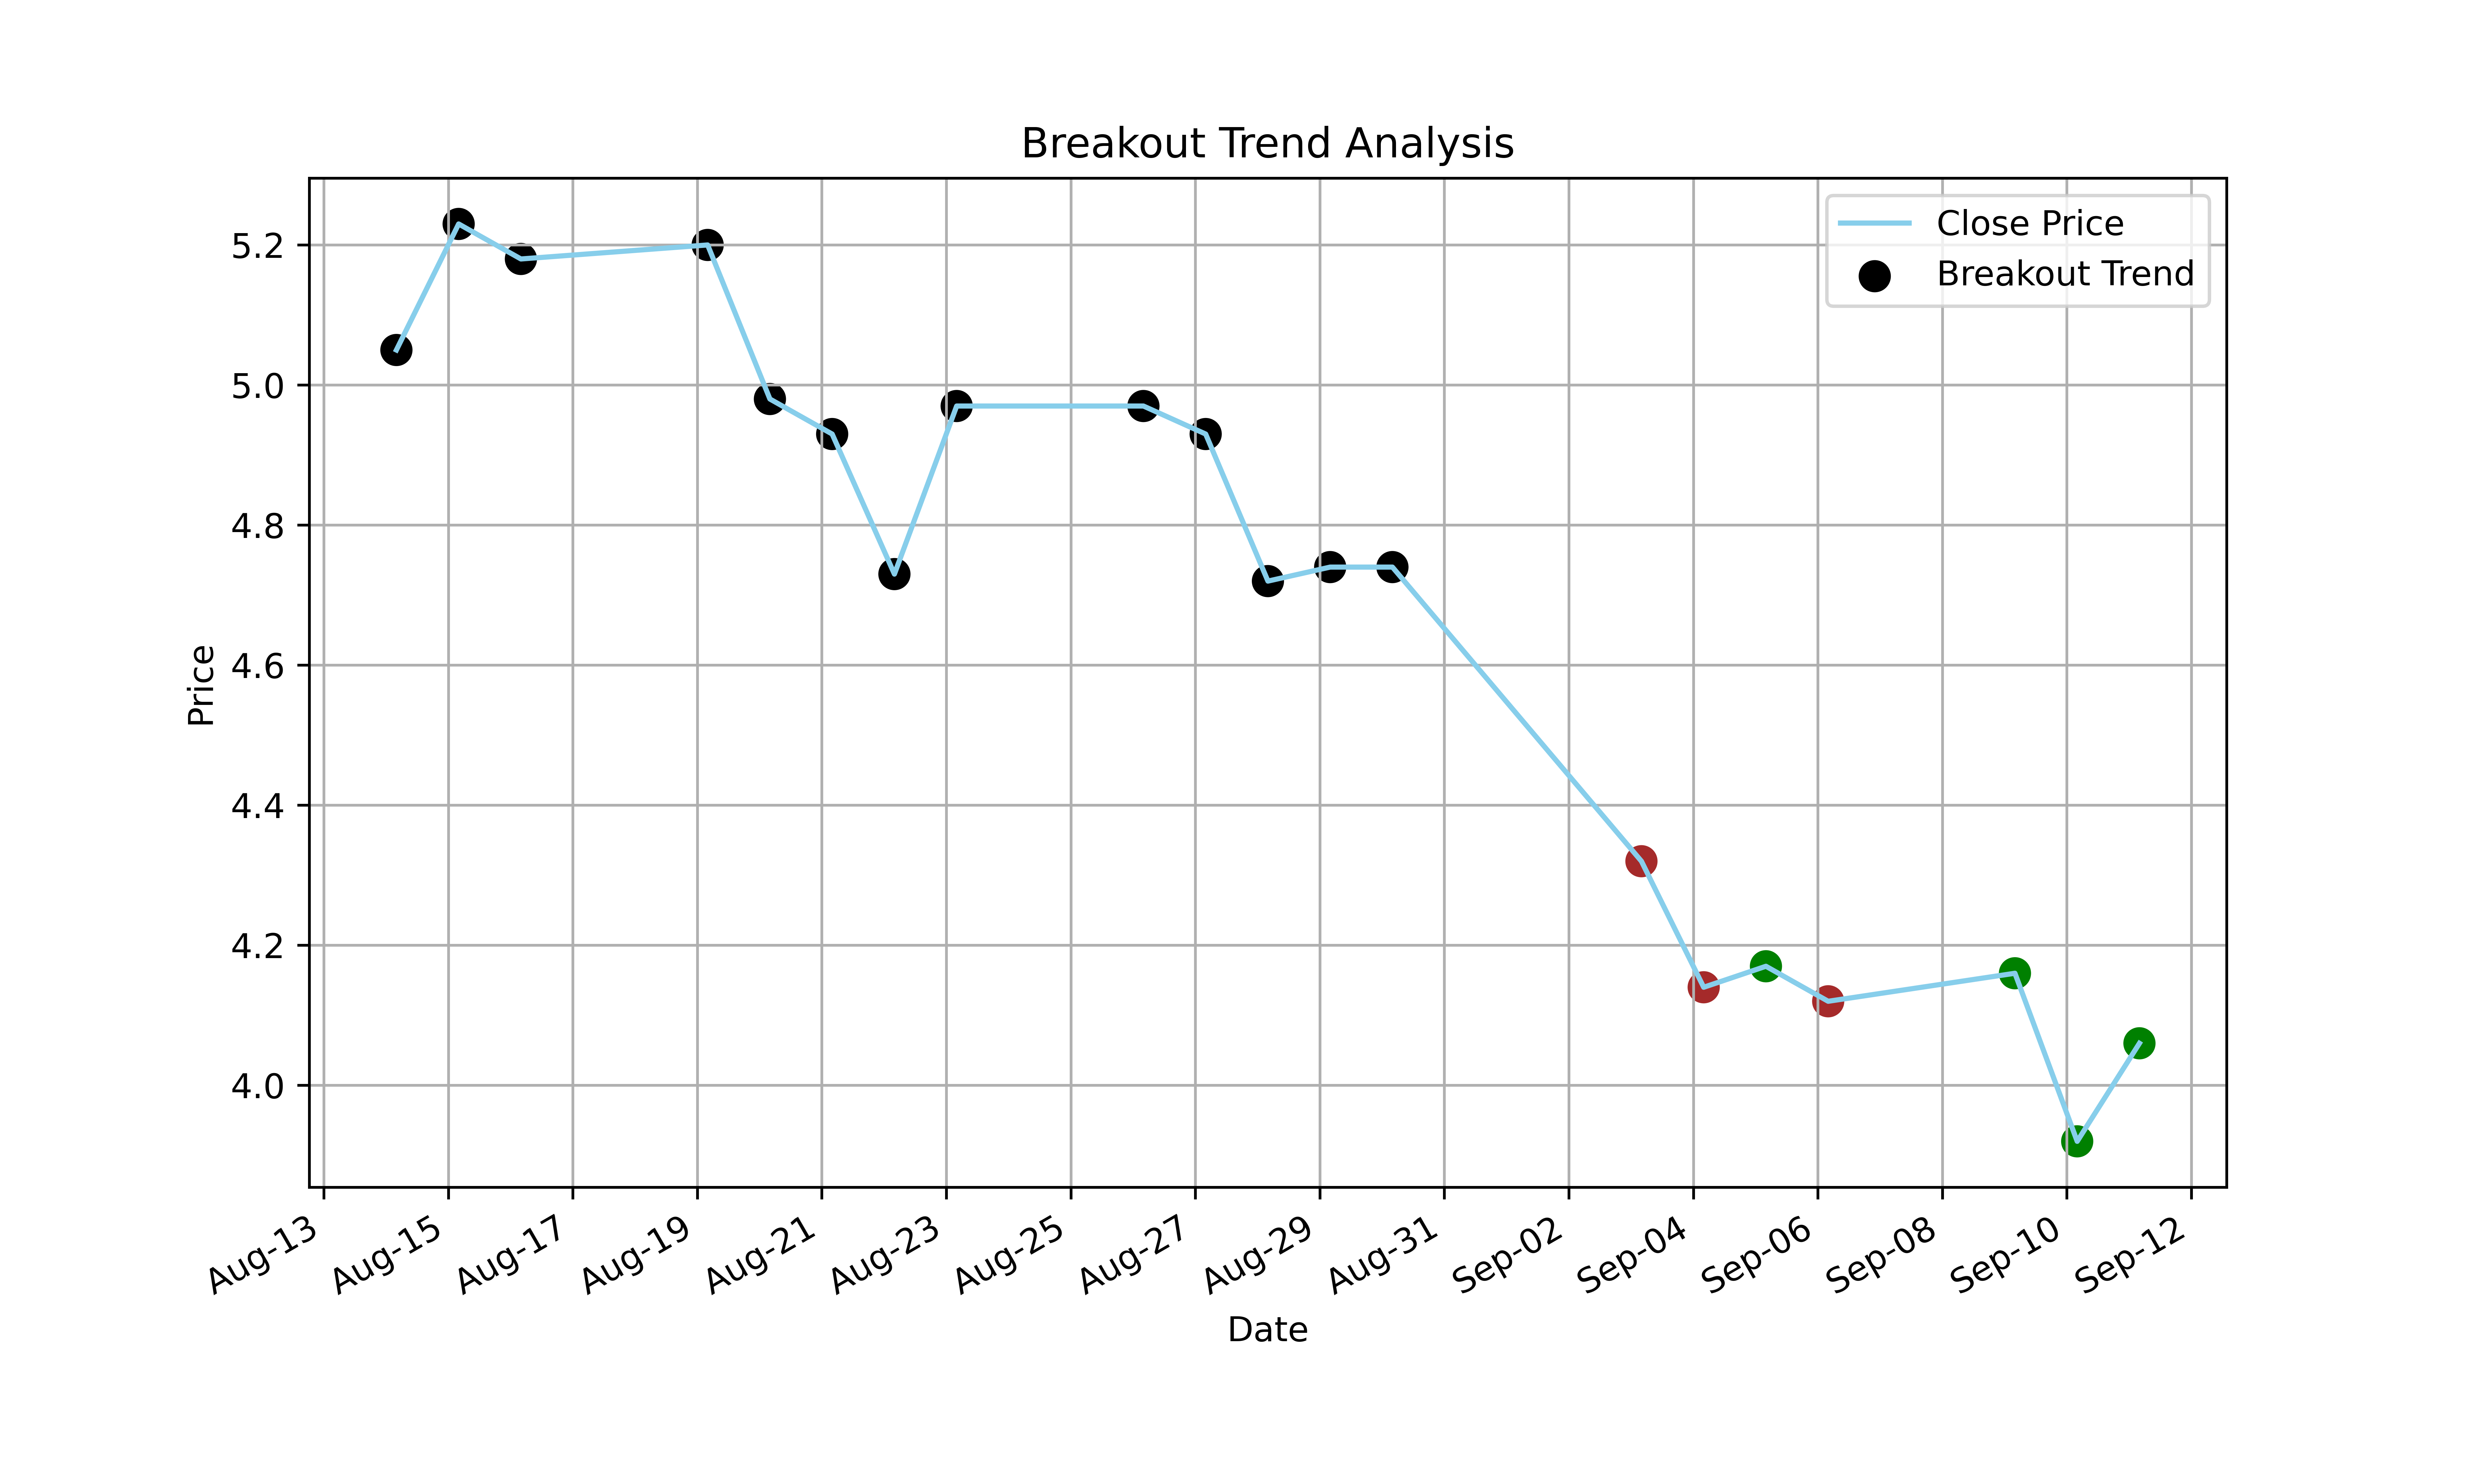 Breakout Trend Analysis
Close Price
Breakout Trend
5.2
5.0
4.8
4.6
4.4
4.2
4.0
Price
Aug-13
Aug-15
Aug-17
Aug-19
Aug-21
Aug-23
Aug-25
Aug-27
Aug-29
Aug-31
Sep-02
Sep-04
Sep-06
Sep-08
Sep-10
Sep-12
Date